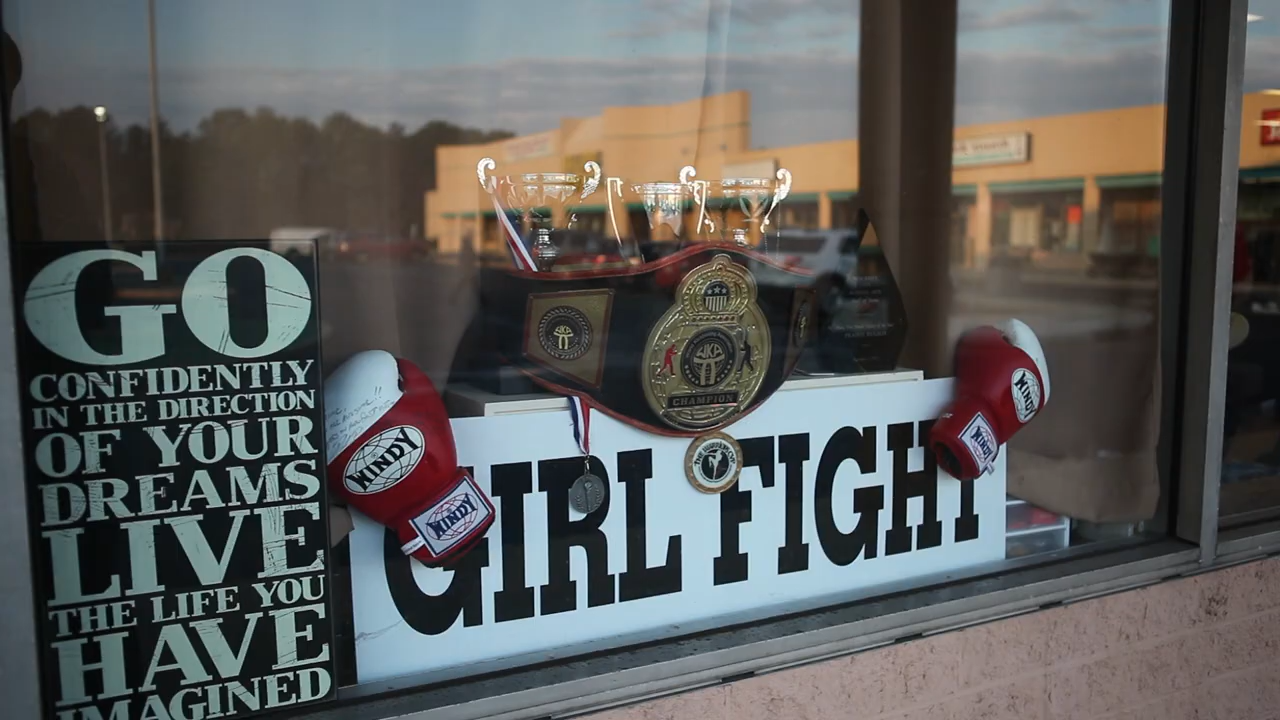 GO
CONFIDENTLY
IN THE DIRECTION
OF YOUR
DREAMS
LIVE
THE LIFE YOU
HAVE
IMAGINED
WINDY
WINDY
CHAMPION
GIRL FIGHT
WINDY
WINDY